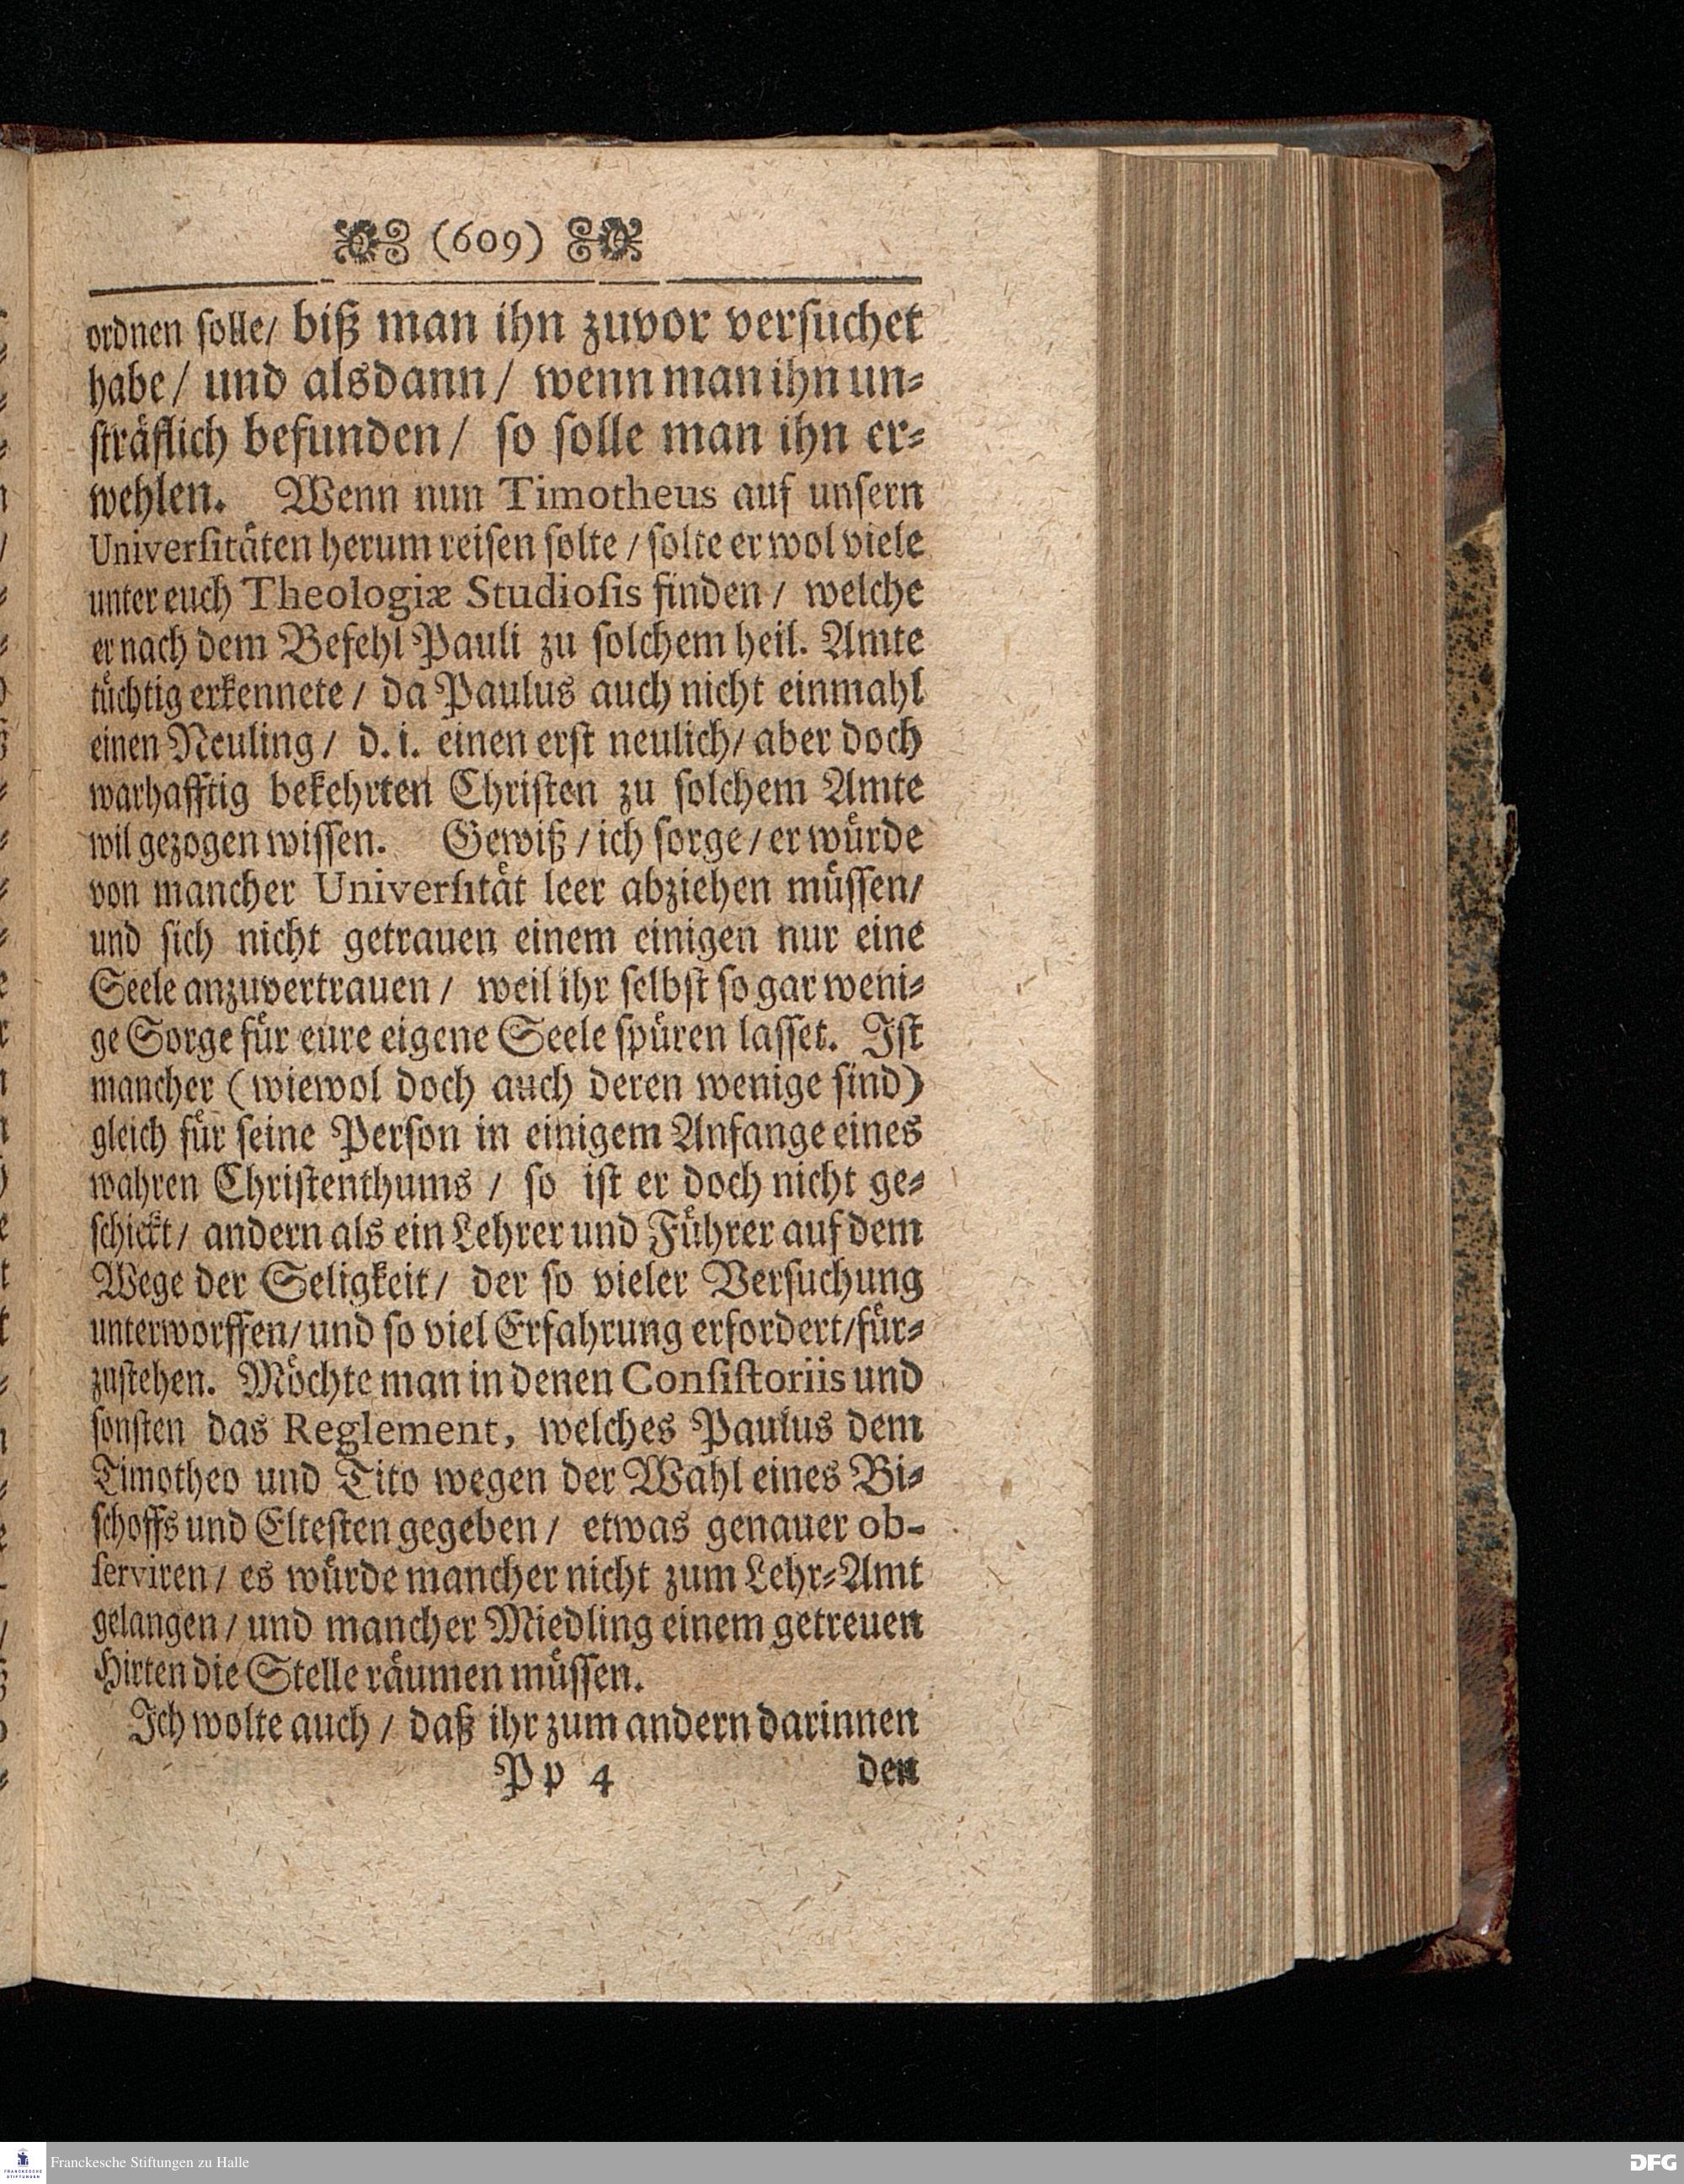 (609)
ordnen solle/ biß man ihn zuvor versuchet
habe/ und alsdann/ wenn man ihn un-
sträflich befunden/ so solle man ihn er-
wehlen. Wenn nun Timotheus auf unsern
Universitäten herum reisen solte/ solte er wol viele
unter euch Theologiæ Studiosis finden/ welche
er nach dem Befehl Pauli zu solchem heil. Amte
tüchtig erkennete/ da Paulus auch nicht einmahl
einen Neuling/ d. i. einen erst neulich/ aber doch
warhafftig bekehrten Christen zu solchem Amte
wil gezogen wissen. Gewiß/ ich sorge/ er würde
von mancher Universität leer abziehen müssen/
und sich nicht getrauen einem einigen nur eine
Seele anzuvertrauen/ weil ihr selbst so gar weni-
ge Sorge für eure eigene Seele spüren lasset. Ist
mancher (wiewol doch auch deren wenige sind)
gleich für seine Person in einigem Anfange eines
wahren Christenthums/ so ist er doch nicht ge-
schickt/ andern als ein Lehrer und Führer auf dem
Wege der Seligkeit/ der so vieler Versuchung
unterworffen/ und so viel Erfahrung erfordert/ für-
zustehen. Möchte man in denen Consistoriis und
sonsten das Reglement, welches Paulus dem
Timotheo und Tito wegen der Wahl eines Bi-
schoffs und Eltesten gegeben/ etwas genauer ob-
serviren/ es würde mancher nicht zum Lehr-Amt
gelangen/ und mancher Miedling einem getreuen
Hirten die Stelle räumen müssen.
Ich wolte auch/ daß ihr zum andern darinnen
Pp 4 den
Franckesche Stiftungen zu Halle
FRANCKESCHE STIFTUNGEN
DFG